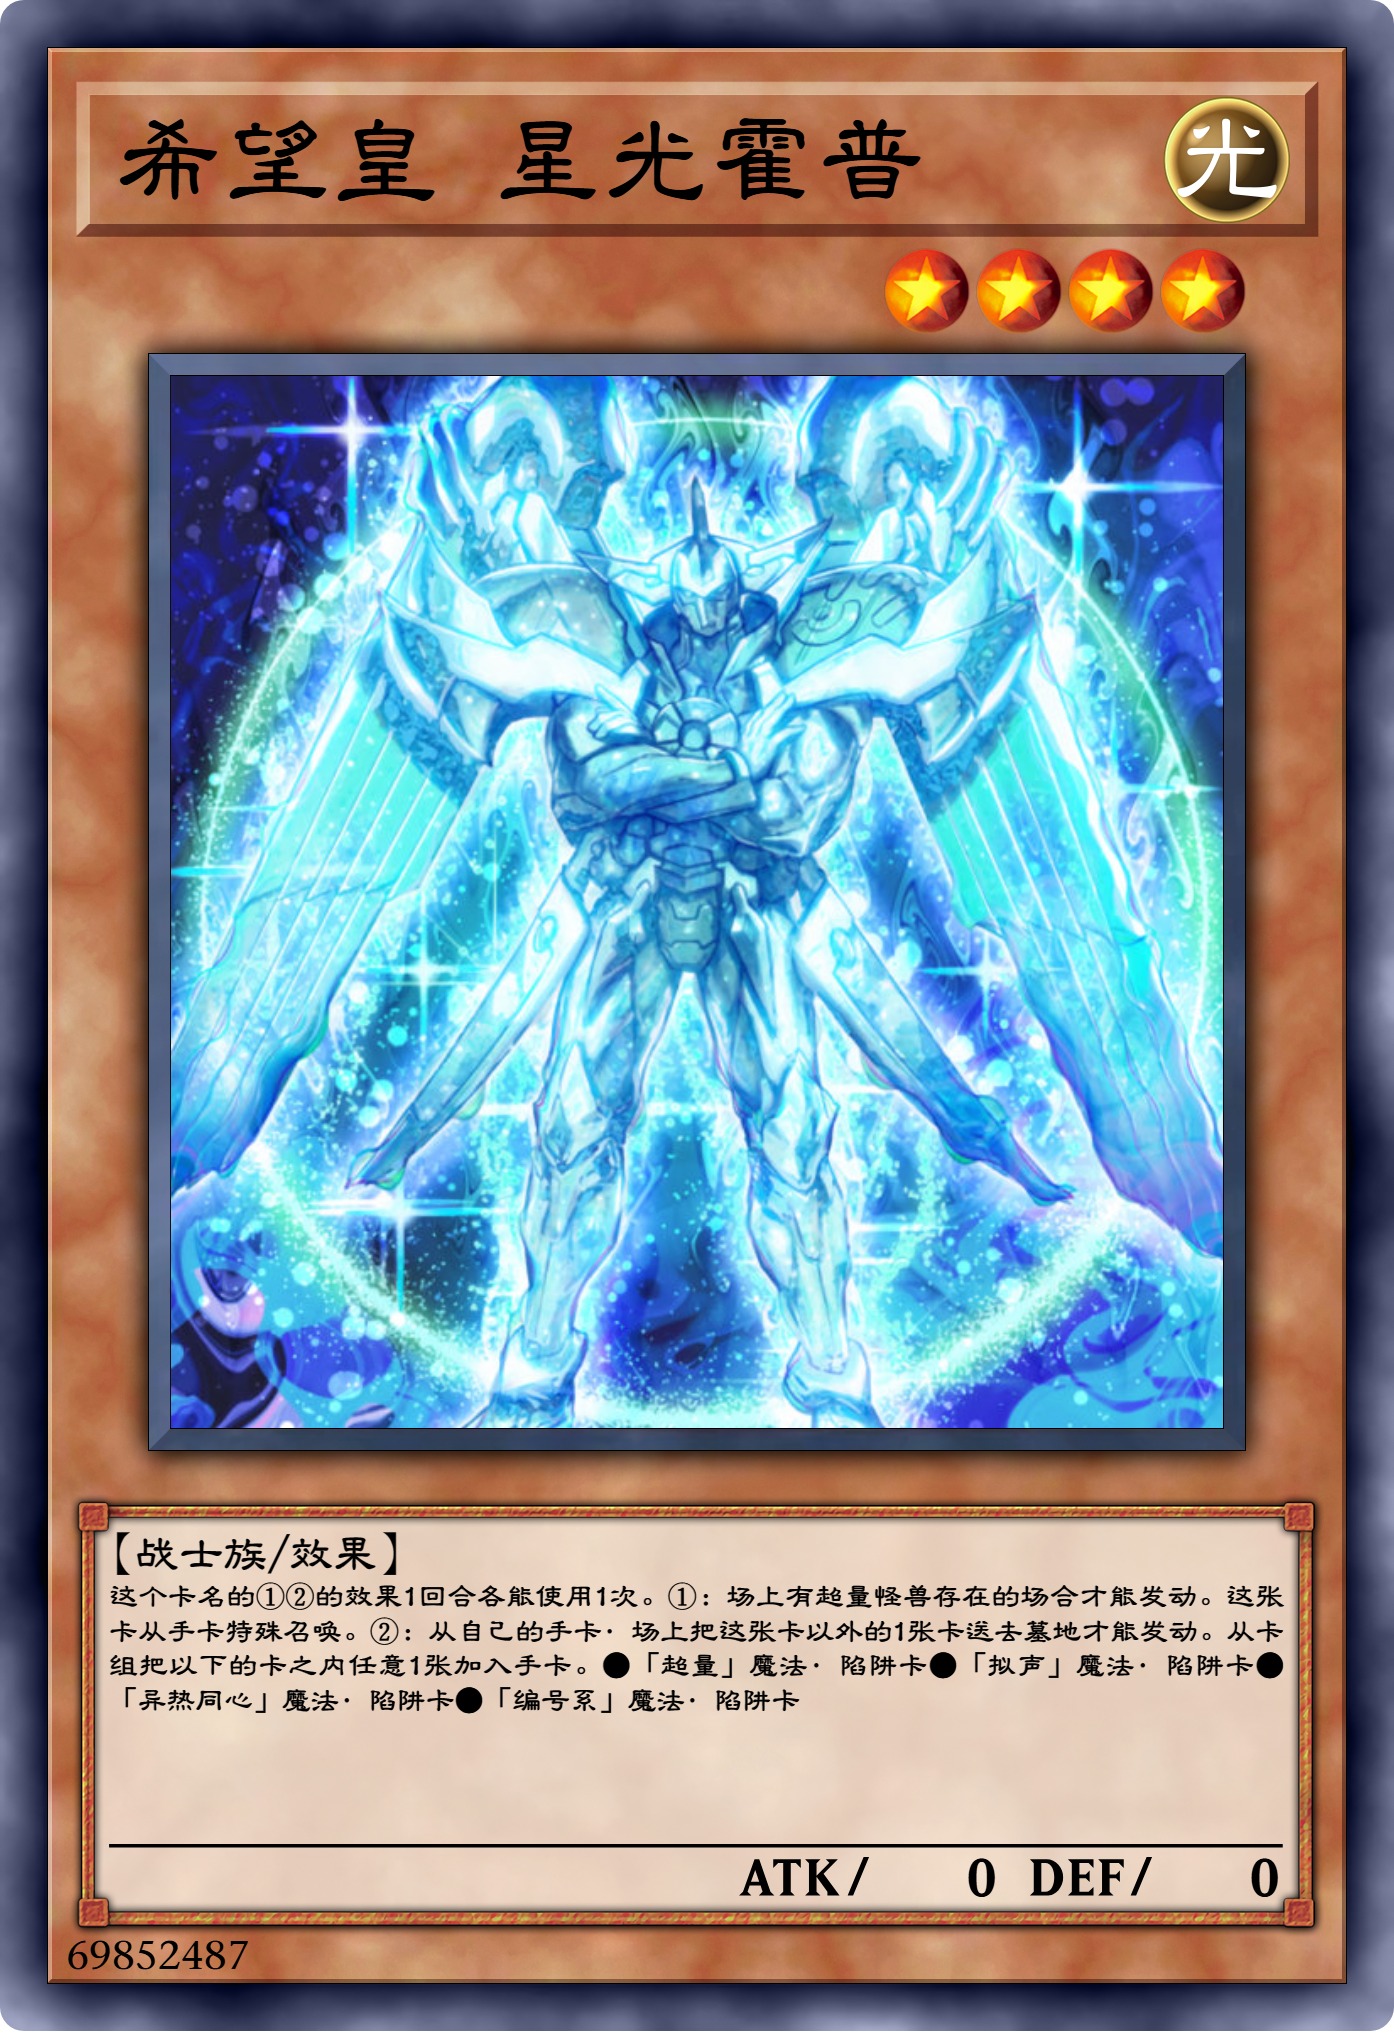 希望皇 星光霍普
光
【战士族/效果】
这个卡名的①②的效果1回合各能使用1次。①：场上有超量怪兽存在的场合才能发动。这张
卡从手卡特殊召唤。②：从自己的手卡·场上把这张卡以外的1张卡送去墓地才能发动。从卡
组把以下的卡之内任意1张加入手卡。●「超量」魔法·陷阱卡●「拟声」魔法·陷阱卡●
「异热同心」魔法·陷阱卡●「编号系」魔法·陷阱卡
ATK/ 0 DEF/ 0
69852487